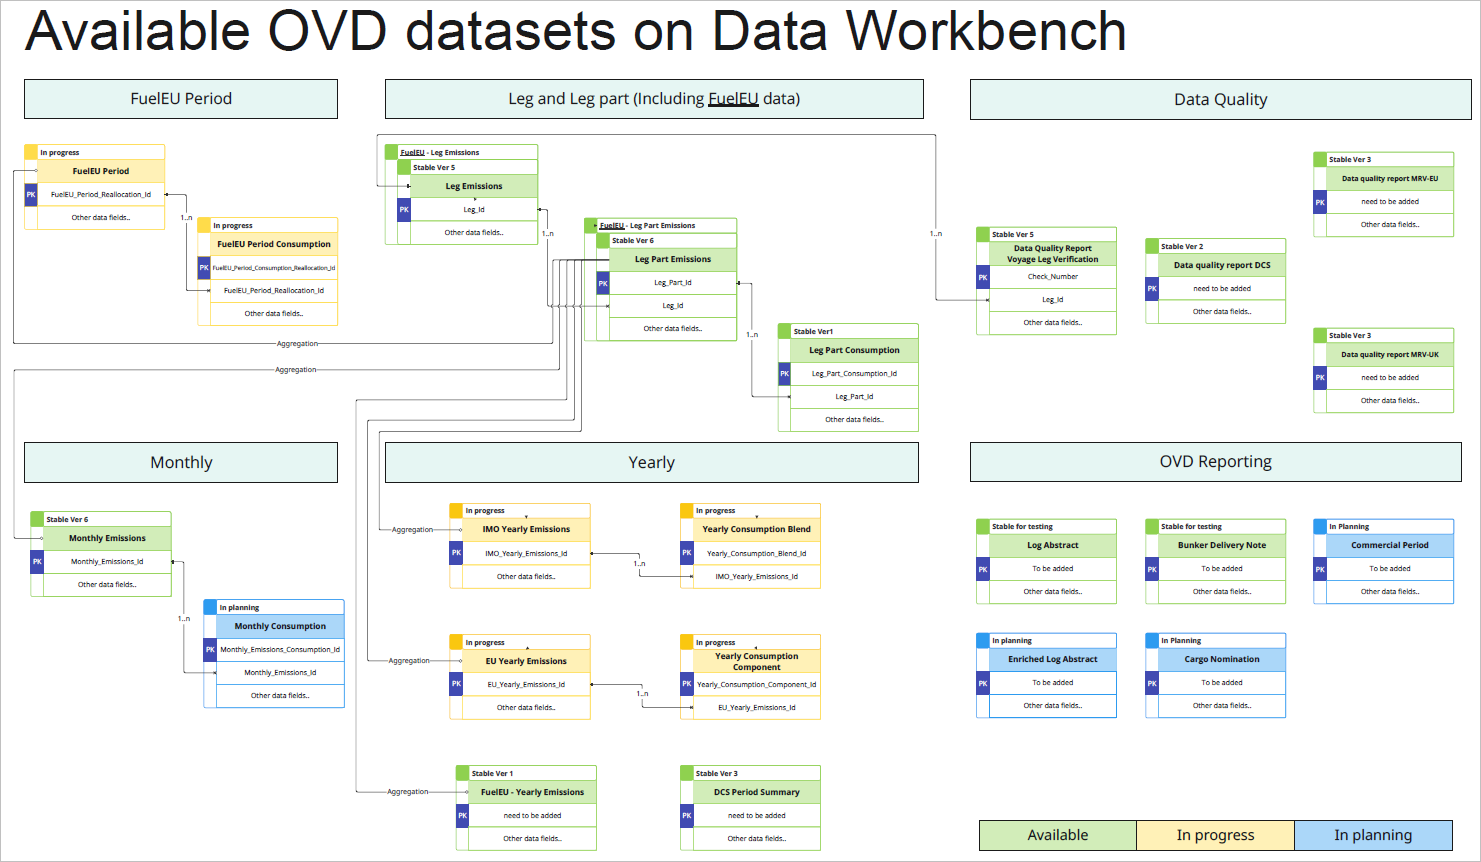 Available OVD datasets on Data Workbench
FuelEU Period
In progress
FuelEU Period
PK
FuelEU_Period_Reallocation_Id
Other data fields..
1..n
In progress
FuelEU Period Consumption
PK
FuelEU_Period_Consumption_Reallocation_Id
FuelEU_Period_Reallocation_Id
Other data fields..
Aggregation
Aggregation
Leg and Leg part (Including FuelEU data)
FuelEU - Leg Emissions
Stable Ver 5
Leg Emissions
PK
Leg_Id
Other data fields..
1..n
FuelEU - Leg Part Emissions
Stable Ver 6
Leg Part Emissions
PK
Leg_Part_Id
Leg_Id
Other data fields..
1..n
Stable Ver1
Leg Part Consumption
PK
Leg_Part_Consumption_Id
Leg_Part_Id
Other data fields..
1..n
Data Quality
Stable Ver 5
Data Quality Report
Voyage Leg Verification
PK
Check_Number
Leg_Id
Other data fields..
Stable Ver 2
Data quality report DCS
PK
need to be added
Other data fields..
Stable Ver 3
Data quality report MRV-EU
PK
need to be added
Other data fields..
Stable Ver 3
Data quality report MRV-UK
PK
need to be added
Other data fields..
Monthly
Stable Ver 6
Monthly Emissions
PK
Monthly_Emissions_Id
Other data fields..
1..n
In planning
Monthly Consumption
PK
Monthly_Emissions_Consumption_Id
Monthly_Emissions_Id
Other data fields..
Yearly
Aggregation
In progress
IMO Yearly Emissions
PK
IMO_Yearly_Emissions_Id
Other data fields..
1..n
In progress
Yearly Consumption Blend
PK
Yearly_Consumption_Blend_Id
IMO_Yearly_Emissions_Id
Other data fields..
Aggregation
In progress
EU Yearly Emissions
PK
EU_Yearly_Emissions_Id
Other data fields..
1..n
In progress
Yearly Consumption
Component
PK
Yearly_Consumption_Component_Id
EU_Yearly_Emissions_Id
Other data fields..
Aggregation
Stable Ver 1
FuelEU - Yearly Emissions
PK
need to be added
Other data fields..
Stable Ver 3
DCS Period Summary
PK
need to be added
Other data fields..
OVD Reporting
Stable for testing
Log Abstract
PK
To be added
Other data fields..
Stable for testing
Bunker Delivery Note
PK
To be added
Other data fields..
In Planning
Commercial Period
PK
To be added
Other data fields..
In planning
Enriched Log Abstract
PK
To be added
Other data fields..
In Planning
Cargo Nomination
PK
To be added
Other data fields..
Available
In progress
In planning